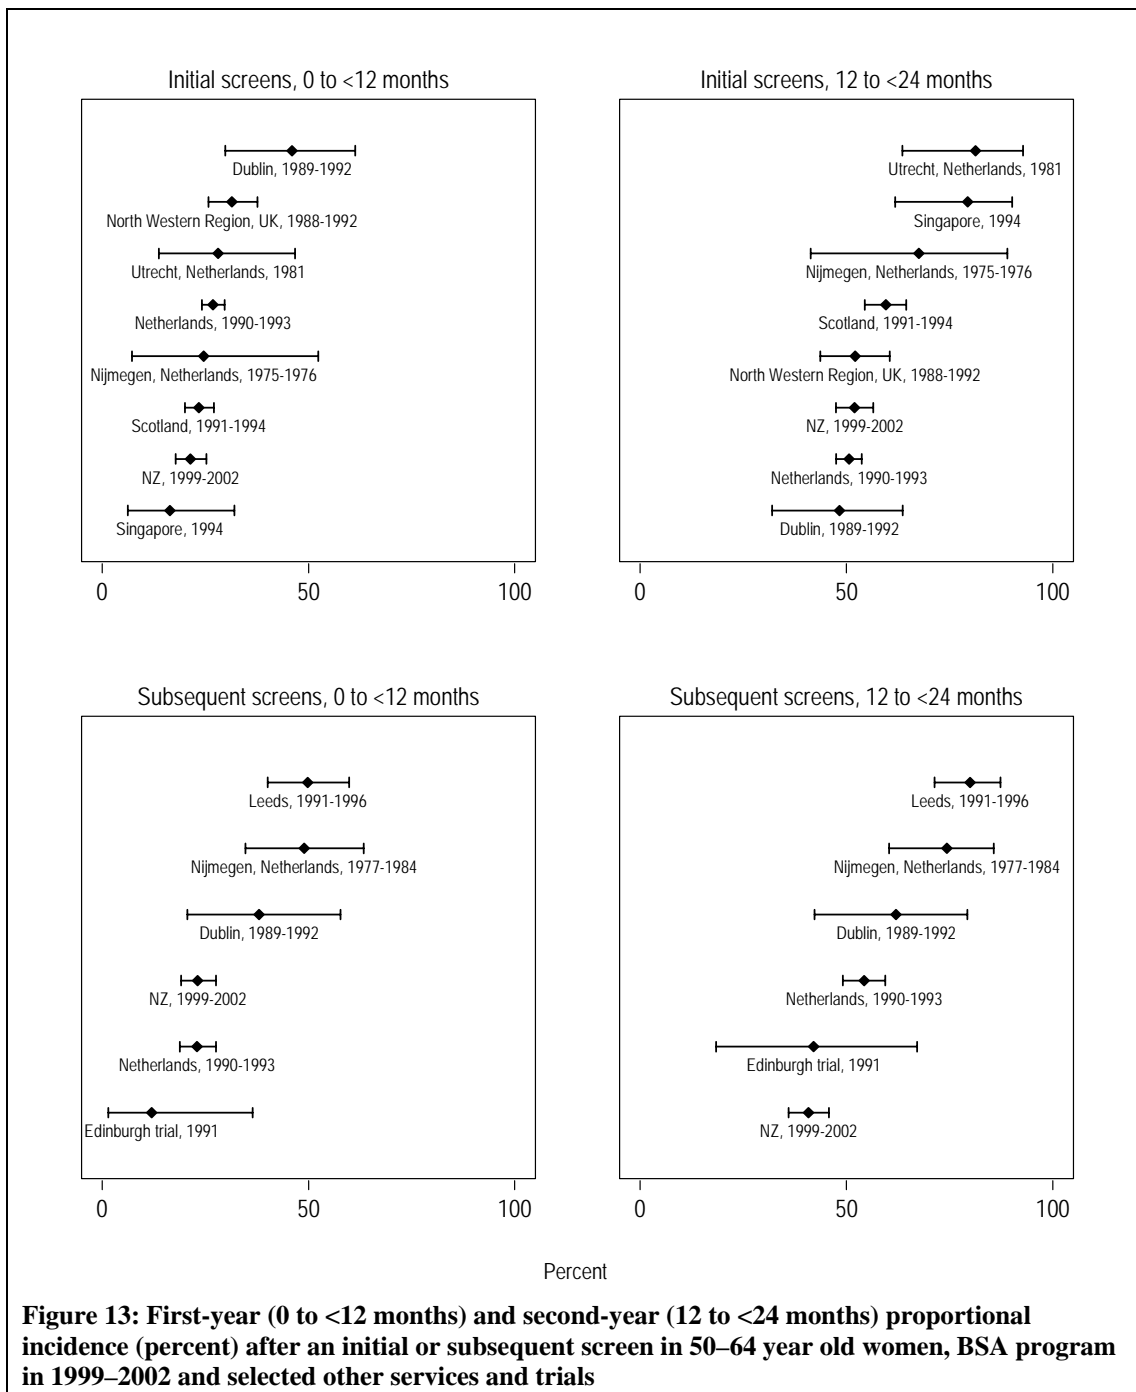 Initial screens, 0 to <12 months
Dublin, 1989-1992
North Western Region, UK, 1988-1992
Utrecht, Netherlands, 1981
Netherlands, 1990-1993
Nijmegen, Netherlands, 1975-1976
Scotland, 1991-1994
NZ, 1999-2002
Singapore, 1994
0 50 100
Initial screens, 12 to <24 months
Utrecht, Netherlands, 1981
Singapore, 1994
Nijmegen, Netherlands, 1975-1976
Scotland, 1991-1994
North Western Region, UK, 1988-1992
NZ, 1999-2002
Netherlands, 1990-1993
Dublin, 1989-1992
0 50 100
Subsequent screens, 0 to <12 months
Leeds, 1991-1996
Nijmegen, Netherlands, 1977-1984
Dublin, 1989-1992
NZ, 1999-2002
Netherlands, 1990-1993
Edinburgh trial, 1991
0 50 100
Subsequent screens, 12 to <24 months
Leeds, 1991-1996
Nijmegen, Netherlands, 1977-1984
Dublin, 1989-1992
Netherlands, 1990-1993
Edinburgh trial, 1991
NZ, 1999-2002
0 50 100
Percent
Figure 13: First-year (0 to <12 months) and second-year (12 to <24 months) proportional
incidence (percent) after an initial or subsequent screen in 50–64 year old women, BSA program
in 1999–2002 and selected other services and trials